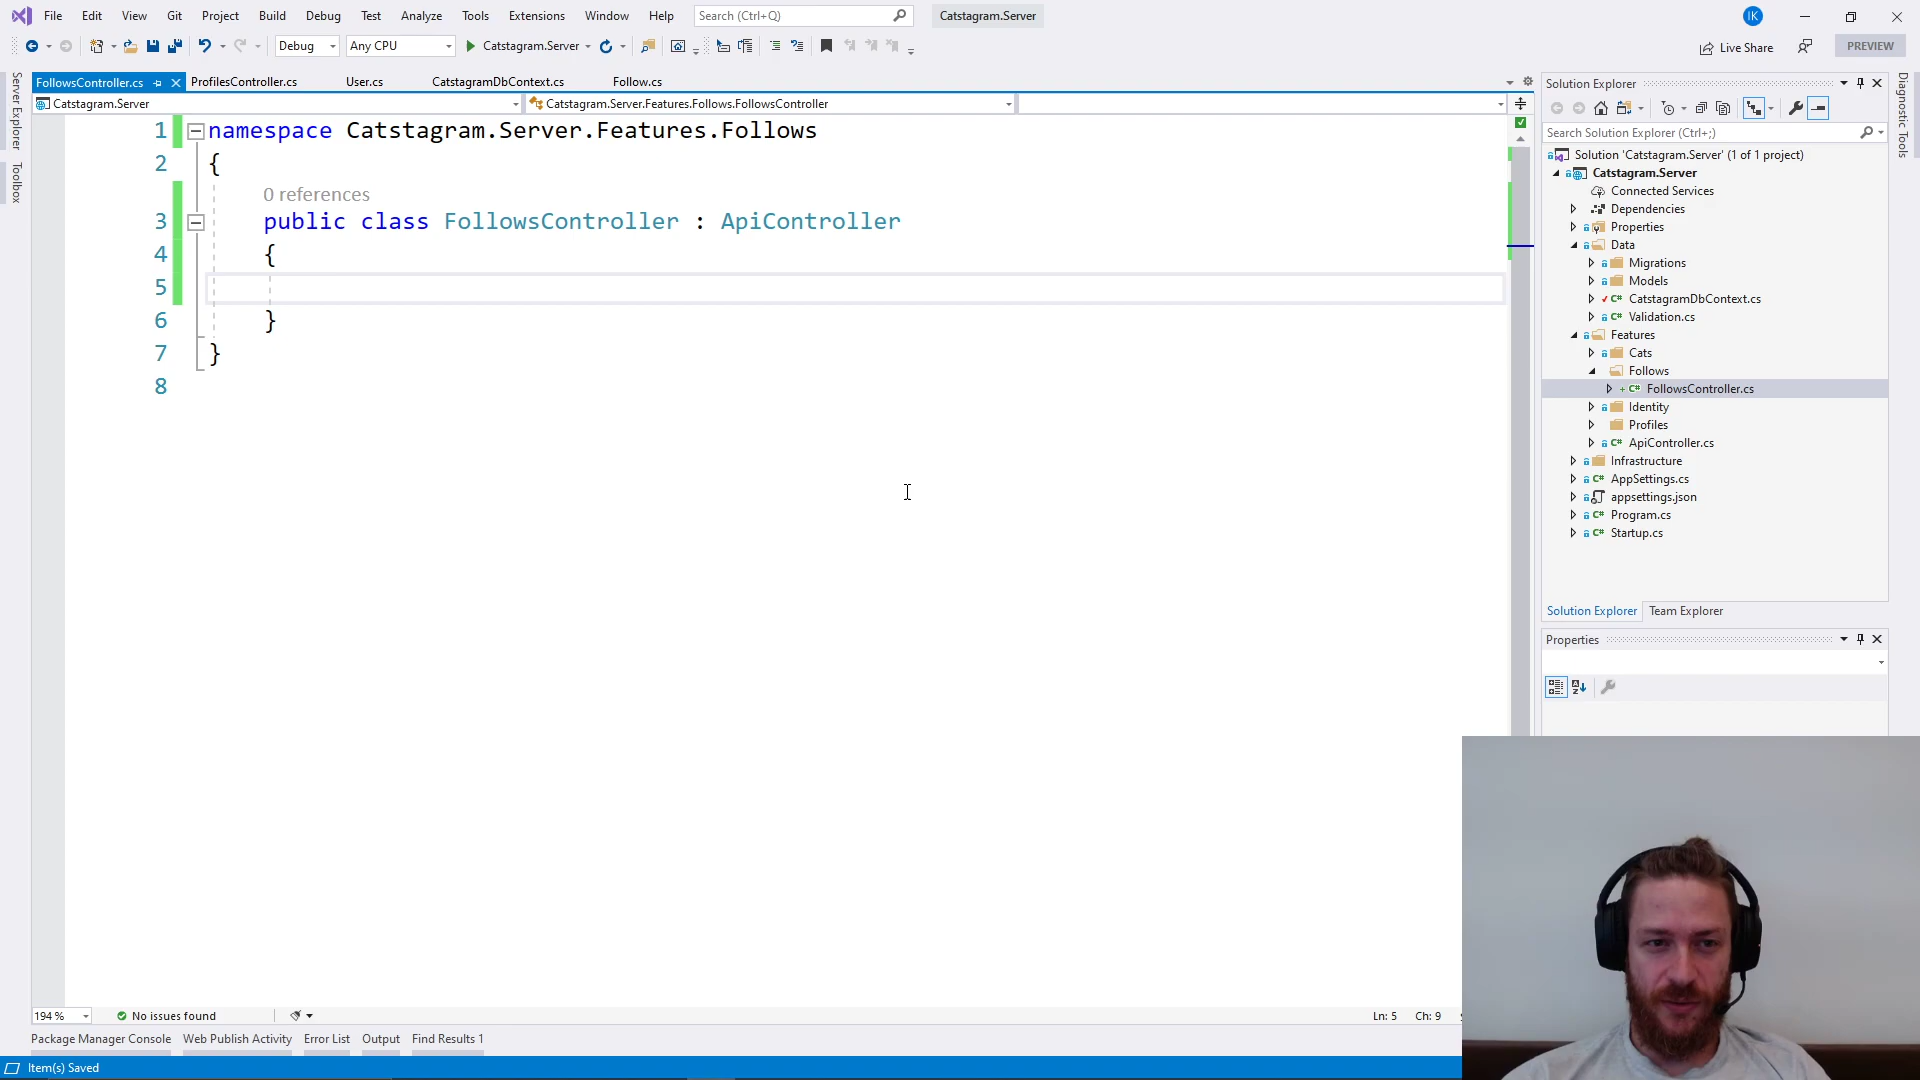 File Edit View Git Project Build Debug Test Analyze Tools Extensions Window Help Search (Ctrl+Q) Catstagram.Server IK
Debug Any CPU Catstagram.Server Live Share PREVIEW
Server Explorer
Toolbox
FollowsController.cs ProfilesController.cs User.cs CatstagramDbContext.cs Follow.cs
Catstagram.Server Catstagram.Server.Features.Follows.FollowsController
1 namespace Catstagram.Server.Features.Follows
2 {
0 references
3 public class FollowsController : ApiController
4 {
5
6 }
7 }
8
Solution Explorer
Search Solution Explorer (Ctrl+;)
Solution 'Catstagram.Server' (1 of 1 project)
Catstagram.Server
Connected Services
Dependencies
Properties
Data
Migrations
Models
CatstagramDbContext.cs
Validation.cs
Features
Cats
Follows
FollowsController.cs
Identity
Profiles
ApiController.cs
Infrastructure
AppSettings.cs
appsettings.json
Program.cs
Startup.cs
Solution Explorer Team Explorer
Properties
Diagnostic Tools
194 % No issues found Ln: 5 Ch: 9
Package Manager Console Web Publish Activity Error List Output Find Results 1
Item(s) Saved